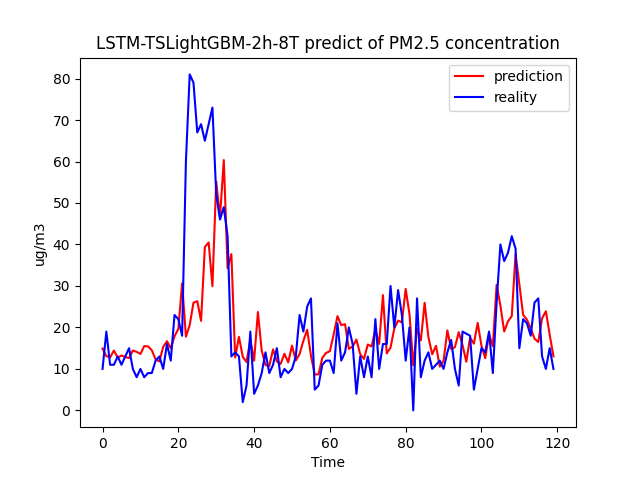 LSTM-TSLightGBM-2h-8T predict of PM2.5 concentration
prediction
reality
ug/m3
80
70
60
50
40
30
20
10
0
0 20 40 60 80 100 120
Time